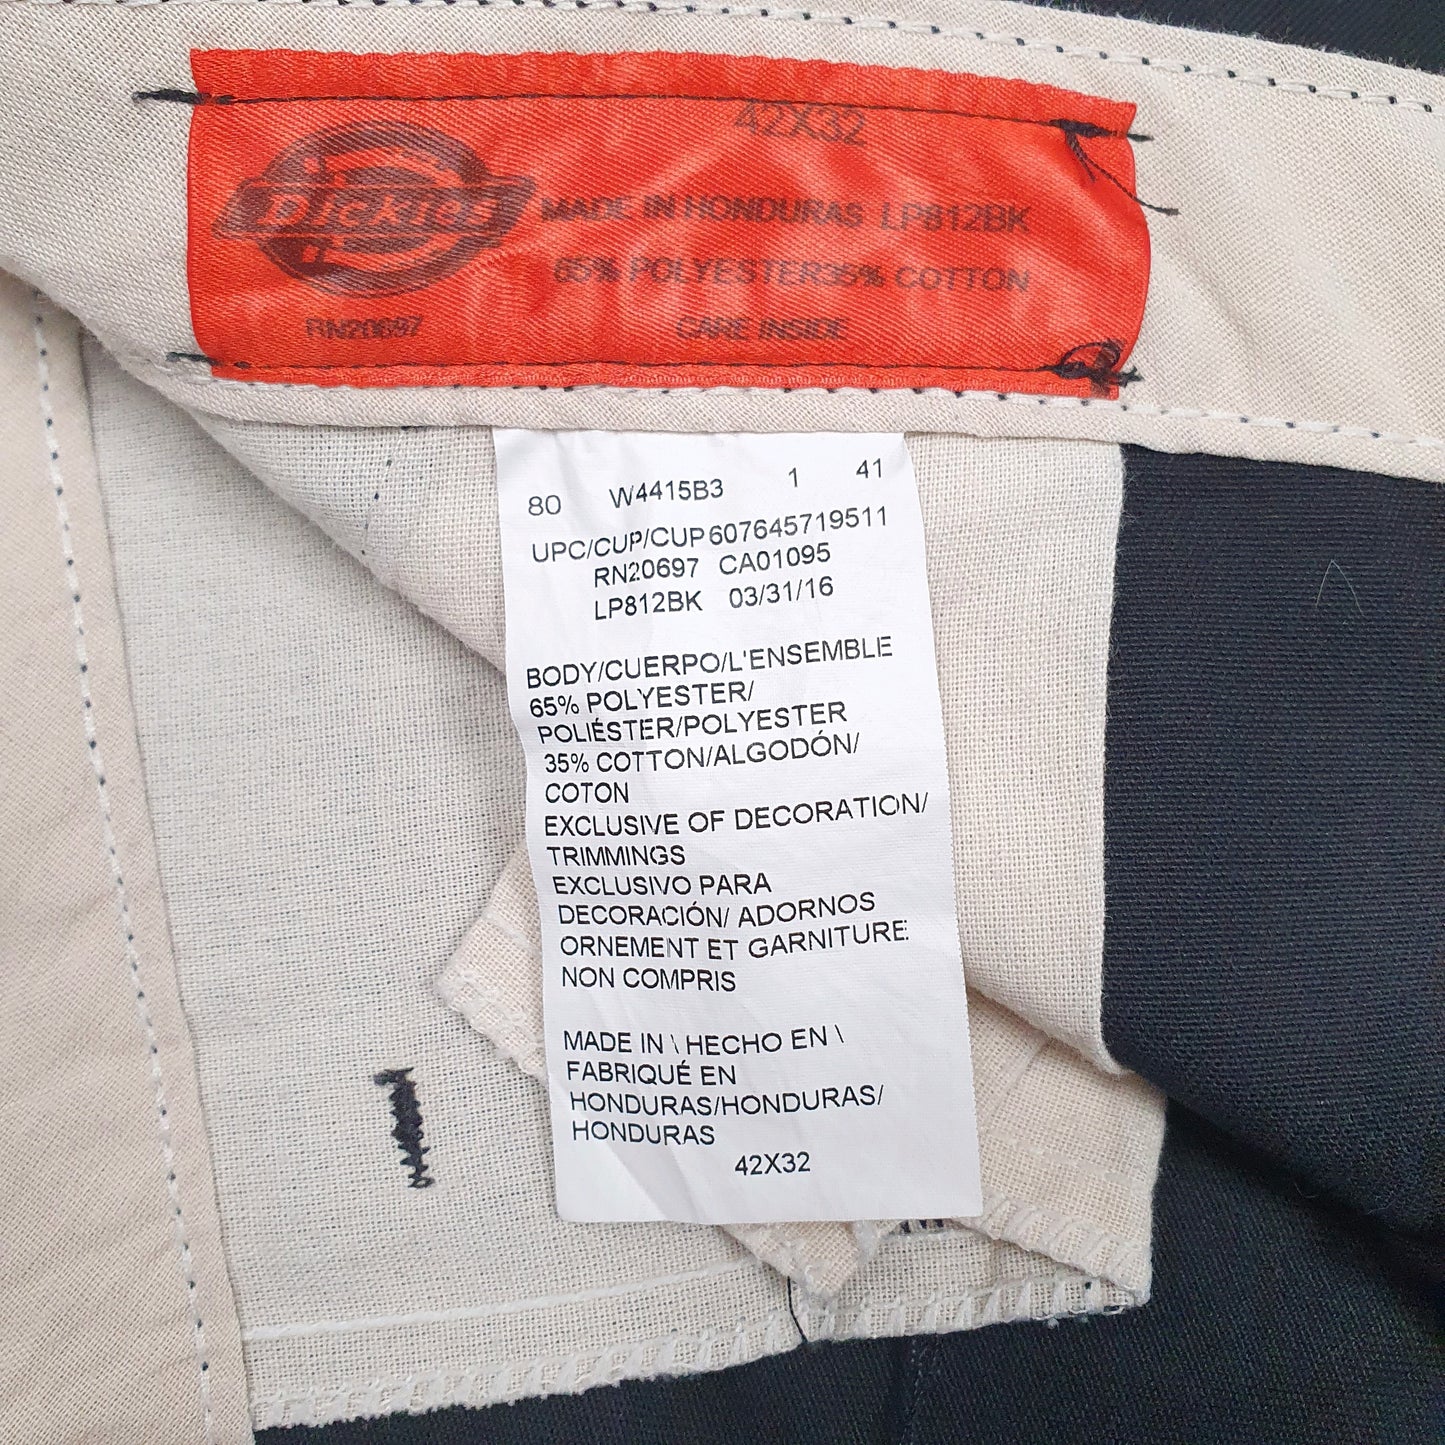 42X32
Dickies
MADE IN HONDURAS LP812BK
65% POLYESTER35% COTTON
RN20697
CARE INSIDE
80 W4415B3 1 41
UPC/CUP/CUP 607645719511
RN20697 CA01095
LP812BK 03/31/16
BODY/CUERPO/L'ENSEMBLE
65% POLYESTER/
POLIÉSTER/POLYESTER
35% COTTON/ALGODÓN/
COTON
EXCLUSIVE OF DECORATION/
TRIMMINGS
EXCLUSIVO PARA
DECORACIÓN/ ADORNOS
ORNEMENT ET GARNITURE
NON COMPRIS
MADE IN \ HECHO EN \
FABRIQUÉ EN
HONDURAS/HONDURAS/
HONDURAS
42X32